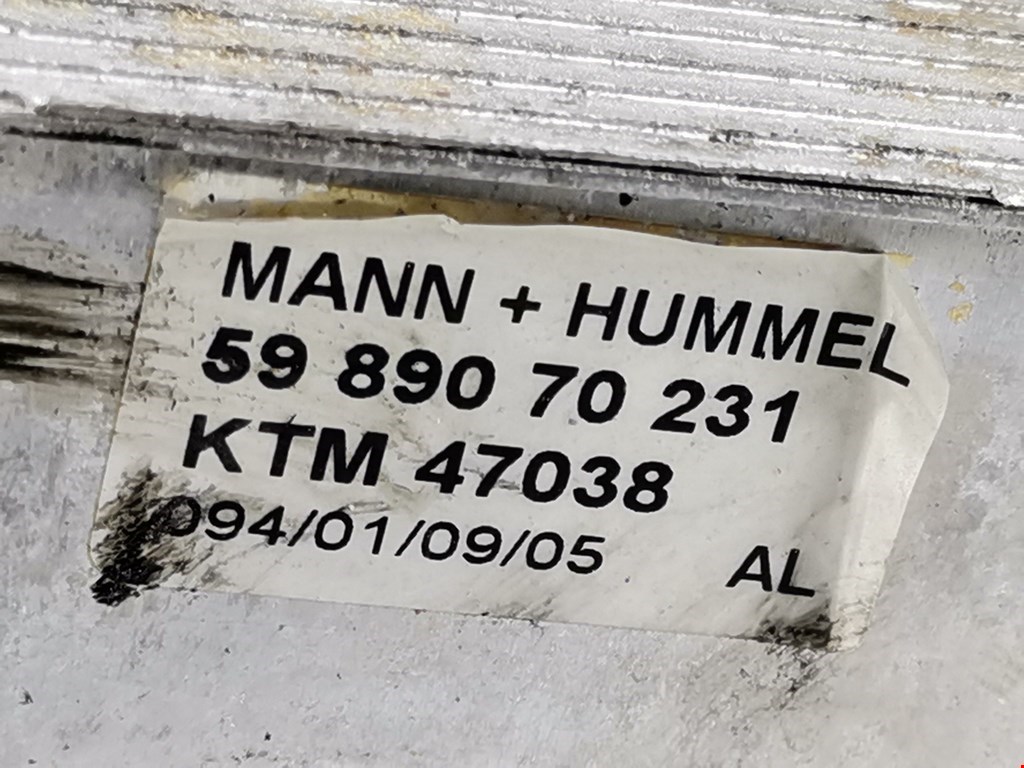 MANN + HUMMEL
59 890 70 231
KTM 47038
094/01/09/05 AL